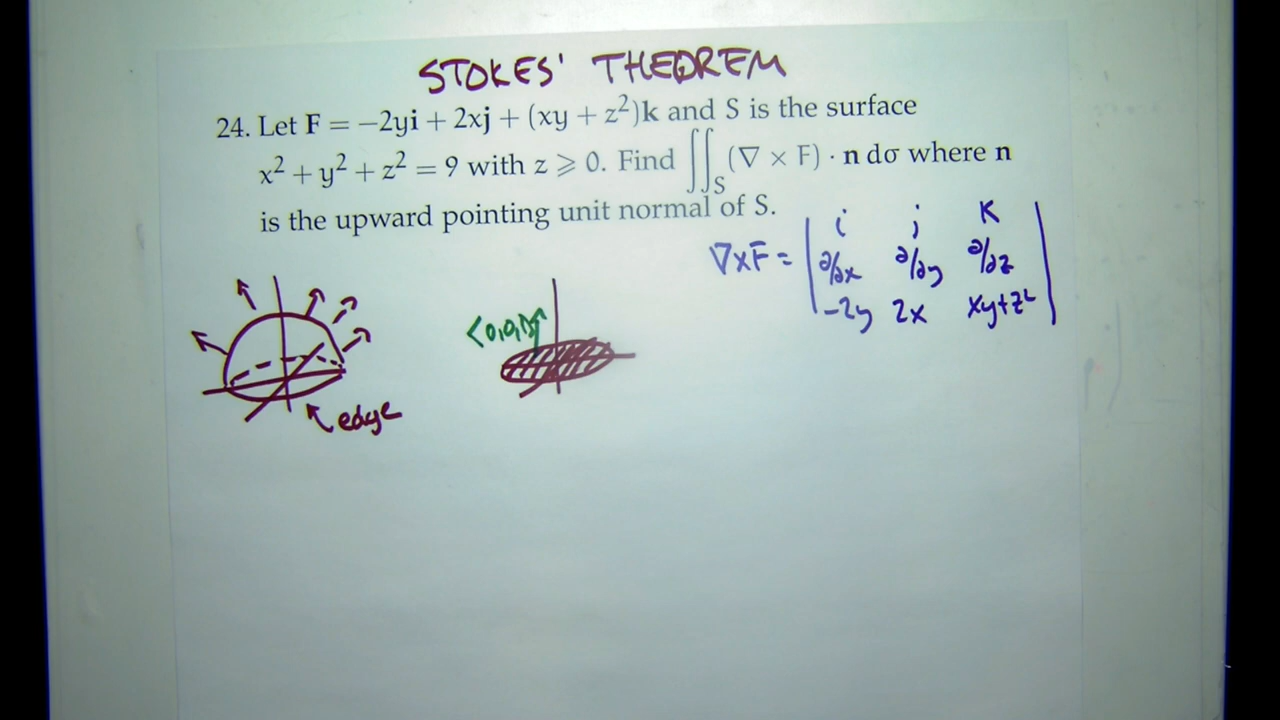 STOKES' THEOREM
24. Let F = −2yi + 2xj + (xy + z²)k and S is the surface
x² + y² + z² = 9 with z ⩾ 0. Find ∬_S (∇ × F) · n dσ where n
is the upward pointing unit normal of S.
∇×F = | i j K |
| ∂/∂x ∂/∂y ∂/∂z |
| -2y 2x xy+z² |
<0,0,1>
edge